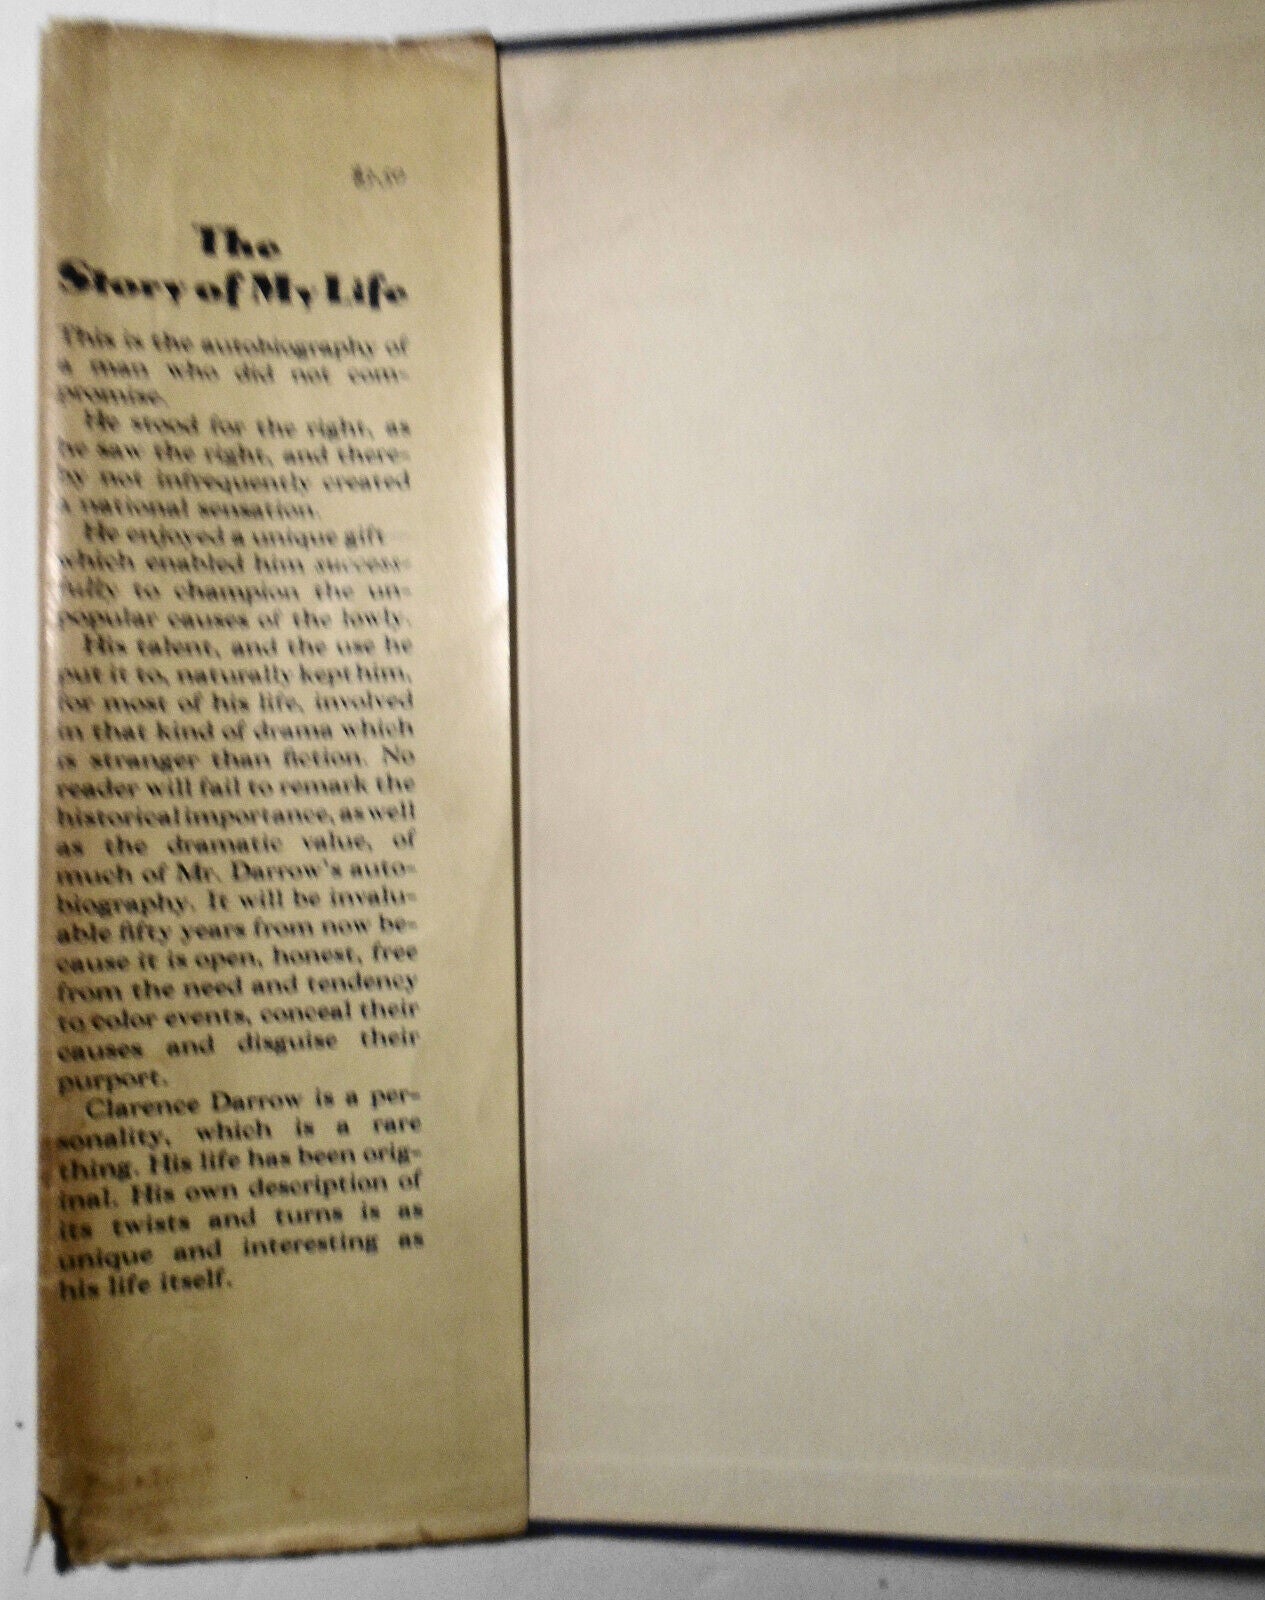 The
Story of My Life
This is the autobiography of
a man who did not com-
promise.
He stood for the right, as
he saw the right, and there-
by not infrequently created
a national sensation.
He enjoyed a unique gift
which enabled him success-
fully to champion the un-
popular causes of the lowly.
His talent, and the use he
put it to, naturally kept him,
for most of his life, involved
in that kind of drama which
is stranger than fiction. No
reader will fail to remark the
historical importance, as well
as the dramatic value, of
much of Mr. Darrow's auto-
biography. It will be invalu-
able fifty years from now be-
cause it is open, honest, free
from the need and tendency
to color events, conceal their
causes and disguise their
purport.
Clarence Darrow is a per-
sonality, which is a rare
thing. His life has been orig-
inal. His own description of
its twists and turns is as
unique and interesting as
his life itself.